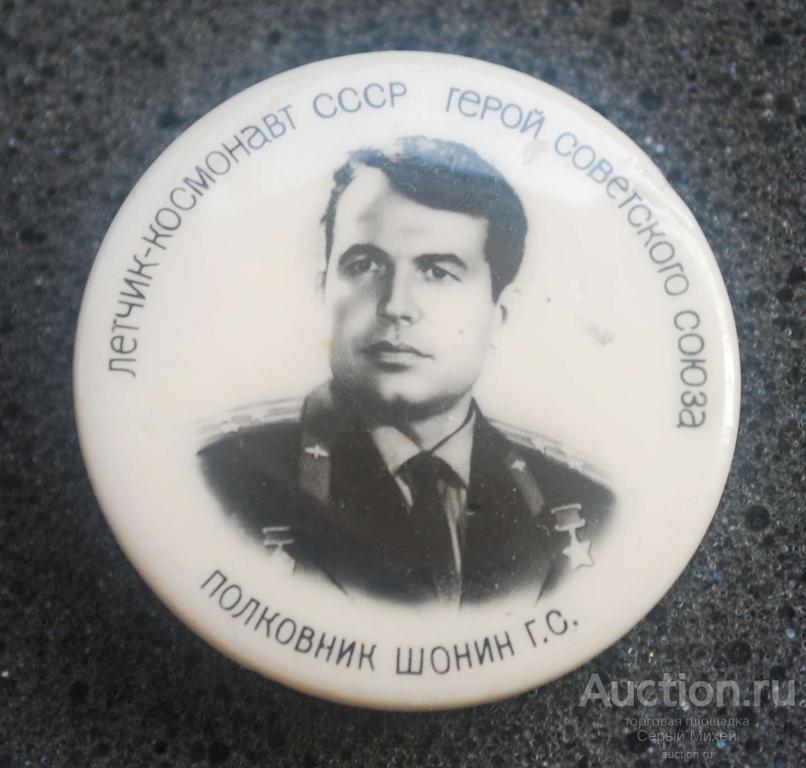 летчик-космонавт СССР герой советского союза
полковник шонин г.с.
Auction.ru
торговая площадка
Серый Михей
auction.ru